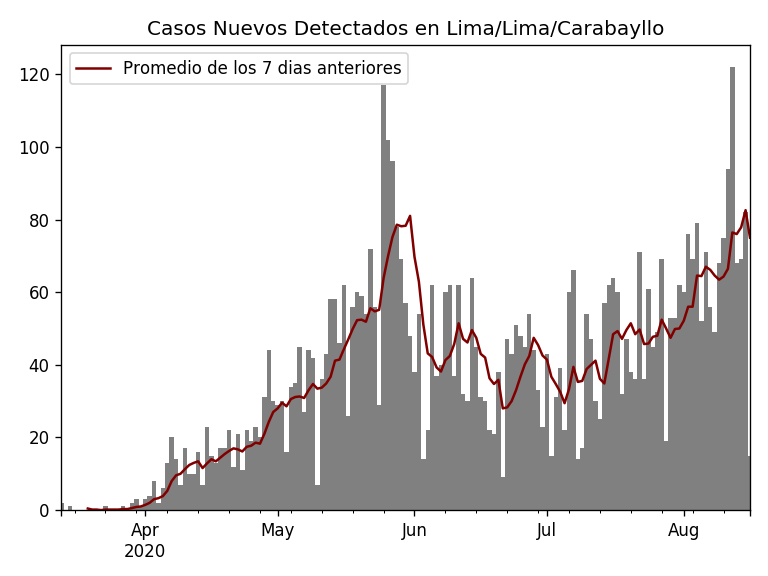 Casos Nuevos Detectados en Lima/Lima/Carabayllo
Promedio de los 7 dias anteriores
120
100
80
60
40
20
0
Apr May Jun Jul Aug
2020